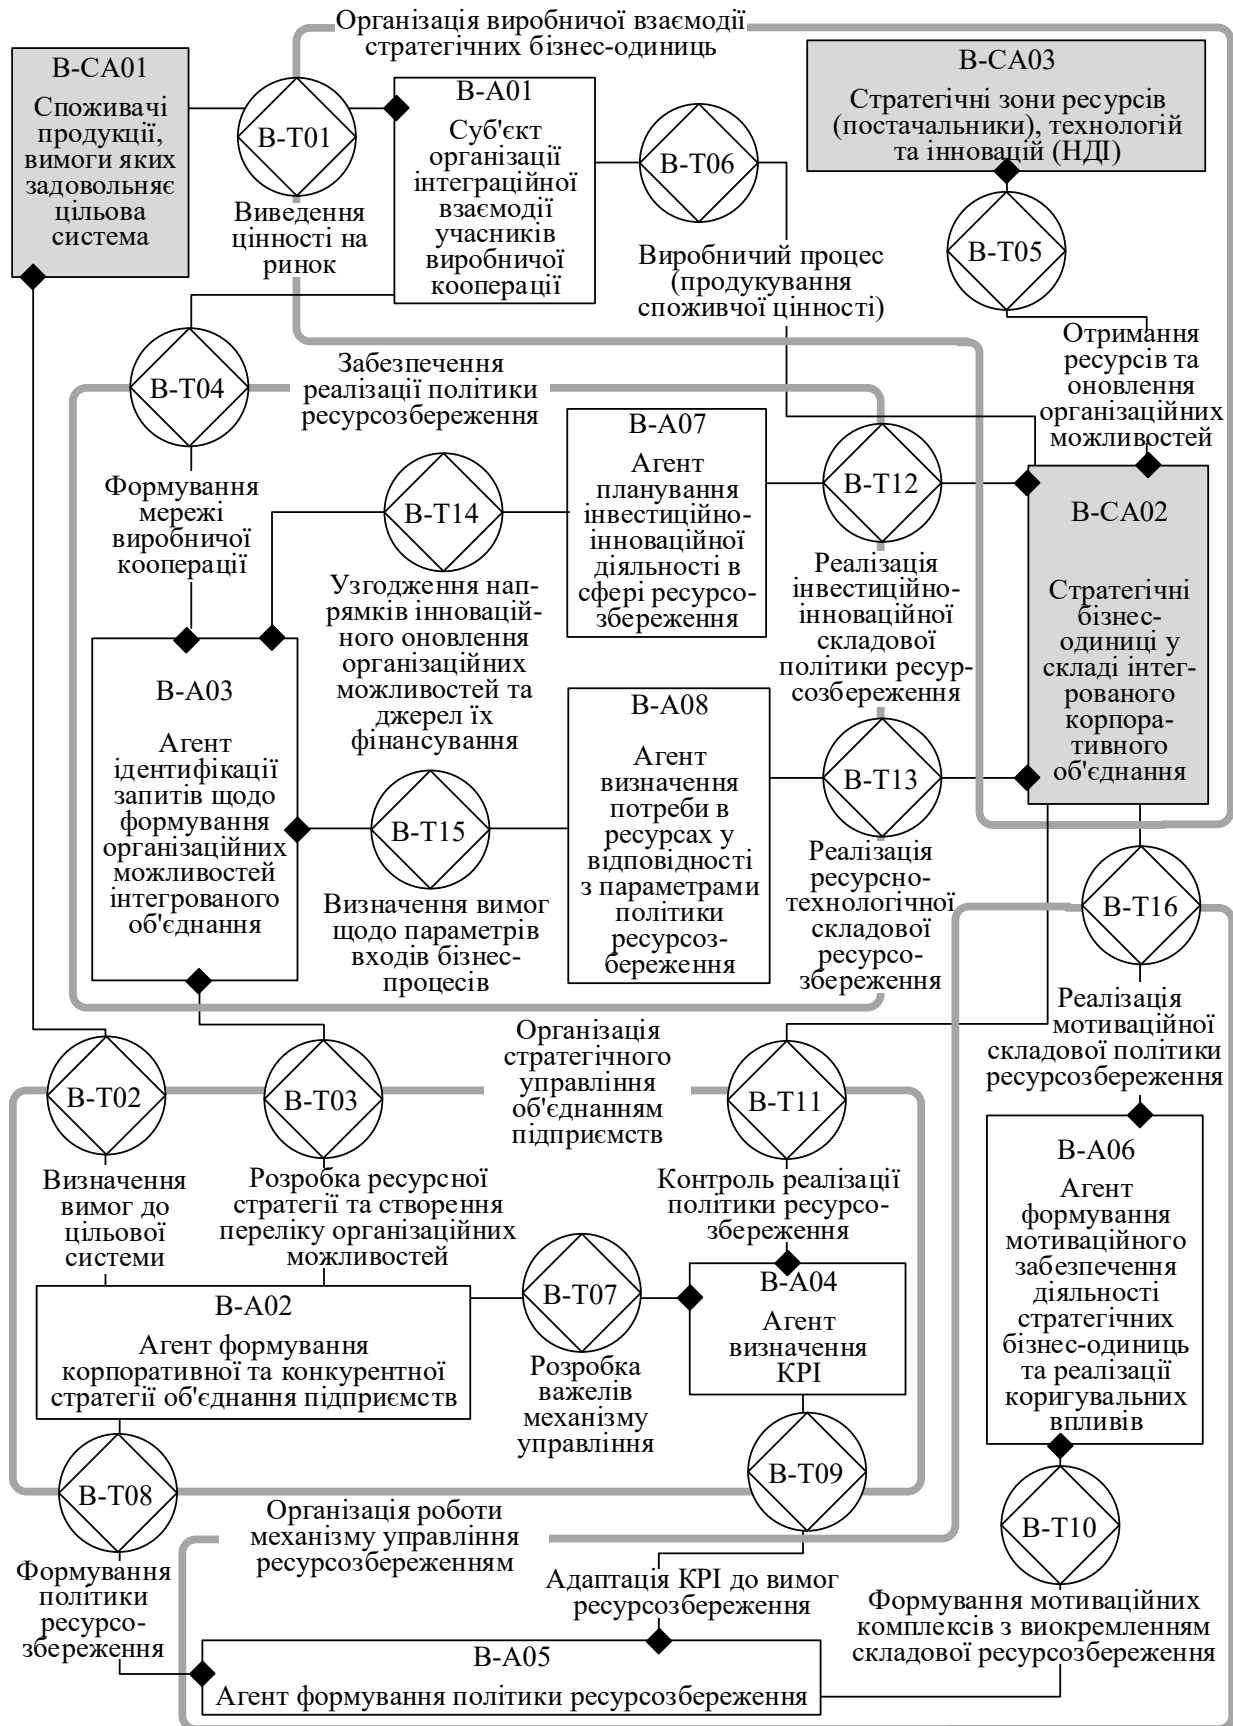 Організація виробничої взаємодії
стратегічних бізнес-одиниць
B-CA01
Споживачі
продукції,
вимоги яких
задовольняє
цільова
система
B-T01
Виведення
цінності на
ринок
B-A01
Суб'єкт
організації
інтеграційної
взаємодії
учасників
виробничої
кооперації
B-T06
Виробничий процес
(продукування
споживчої цінності)
B-CA03
Стратегічні зони ресурсів
(постачальники), технологій
та інновацій (НДІ)
B-T05
Отримання
ресурсів та
оновлення
організаційних
можливостей
B-T04
Формування
мережі
виробничої
кооперації
Забезпечення
реалізації політики
ресурсозбереження
B-T14
Узгодження нап-
рямків інновацій-
ного оновлення
організаційних
можливостей та
джерел їх
фінансування
B-A07
Агент
планування
інвестиційно-
інноваційної
діяльності в
сфері ресурсо-
збереження
B-T12
Реалізація
інвестиційно-
інноваційної
складової
політики ресур-
созбереження
B-CA02
Стратегічні
бізнес-
одиниці у
складі інтег-
рованого
корпора-
тивного
об'єднання
B-A03
Агент
ідентифікації
запитів щодо
формування
організаційних
можливостей
інтегрованого
об'єднання
B-T15
Визначення вимог
щодо параметрів
входів бізнес-
процесів
B-A08
Агент
визначення
потреби в
ресурсах у
відповідності
з параметрами
політики
ресурсоз-
береження
B-T13
Реалізація
ресурсно-
технологічної
складової
ресурсо-
збереження
B-T16
Реалізація
мотиваційної
складової політики
ресурсозбереження
Організація
стратегічного
управління
об'єднанням
підприємств
B-T02
Визначення
вимог до
цільової
системи
B-T03
Розробка ресурсної
стратегії та створення
переліку організаційних
можливостей
B-T11
Контроль реалізації
політики ресурсо-
збереження
B-A06
Агент
формування
мотиваційного
забезпечення
діяльності
стратегічних
бізнес-одиниць
та реалізації
коригувальних
впливів
B-A02
Агент формування
корпоративної та конкурентної
стратегії об'єднання підприємств
B-T07
Розробка
важелів
механізму
управління
B-A04
Агент
визначення
КРІ
B-T08
Формування
політики
ресурсо-
збереження
Організація роботи
механізму управління
ресурсозбереженням
B-T09
Адаптація КРІ до вимог
ресурсозбереження
B-T10
Формування мотиваційних
комплексів з виокремленням
складової ресурсозбереження
B-A05
Агент формування політики ресурсозбереження